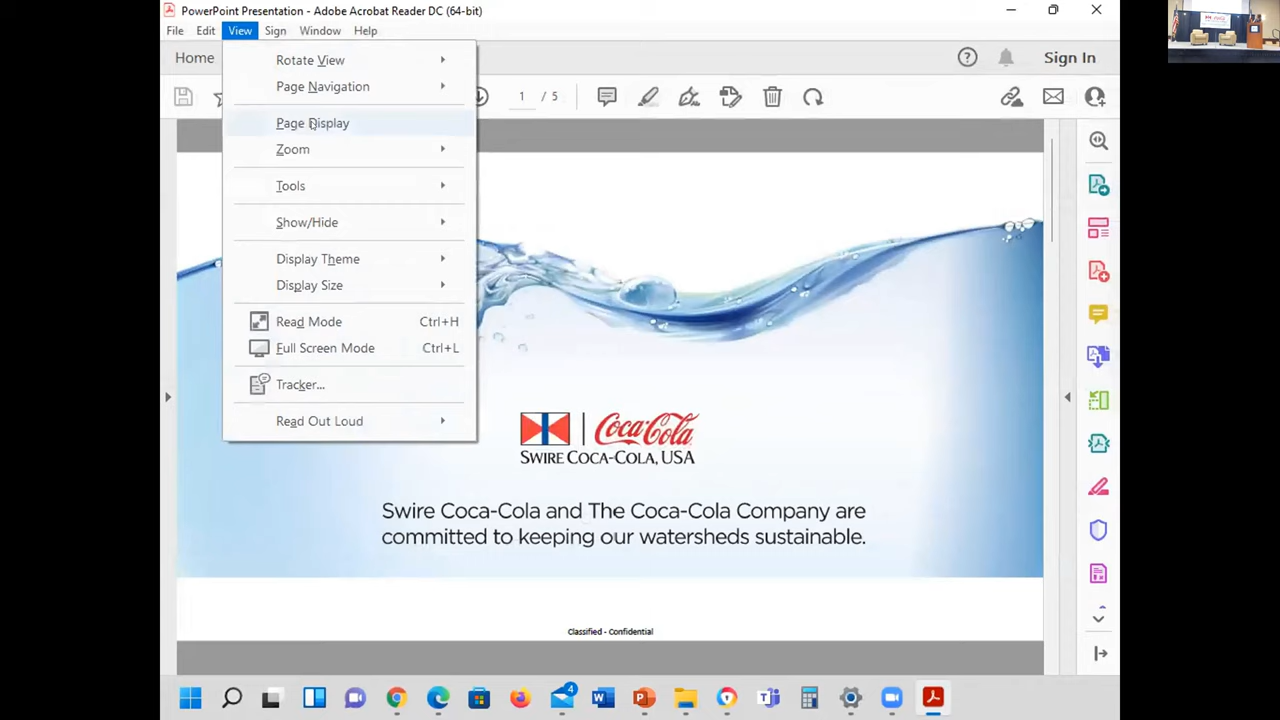 PowerPoint Presentation - Adobe Acrobat Reader DC (64-bit)
File Edit View Sign Window Help
Home
Sign In
1 / 5
Rotate View
Page Navigation
Page Display
Zoom
Tools
Show/Hide
Display Theme
Display Size
Read Mode Ctrl+H
Full Screen Mode Ctrl+L
Tracker...
Read Out Loud
Coca-Cola
SWIRE COCA-COLA, USA
Swire Coca-Cola and The Coca-Cola Company are
committed to keeping our watersheds sustainable.
Classified - Confidential
4